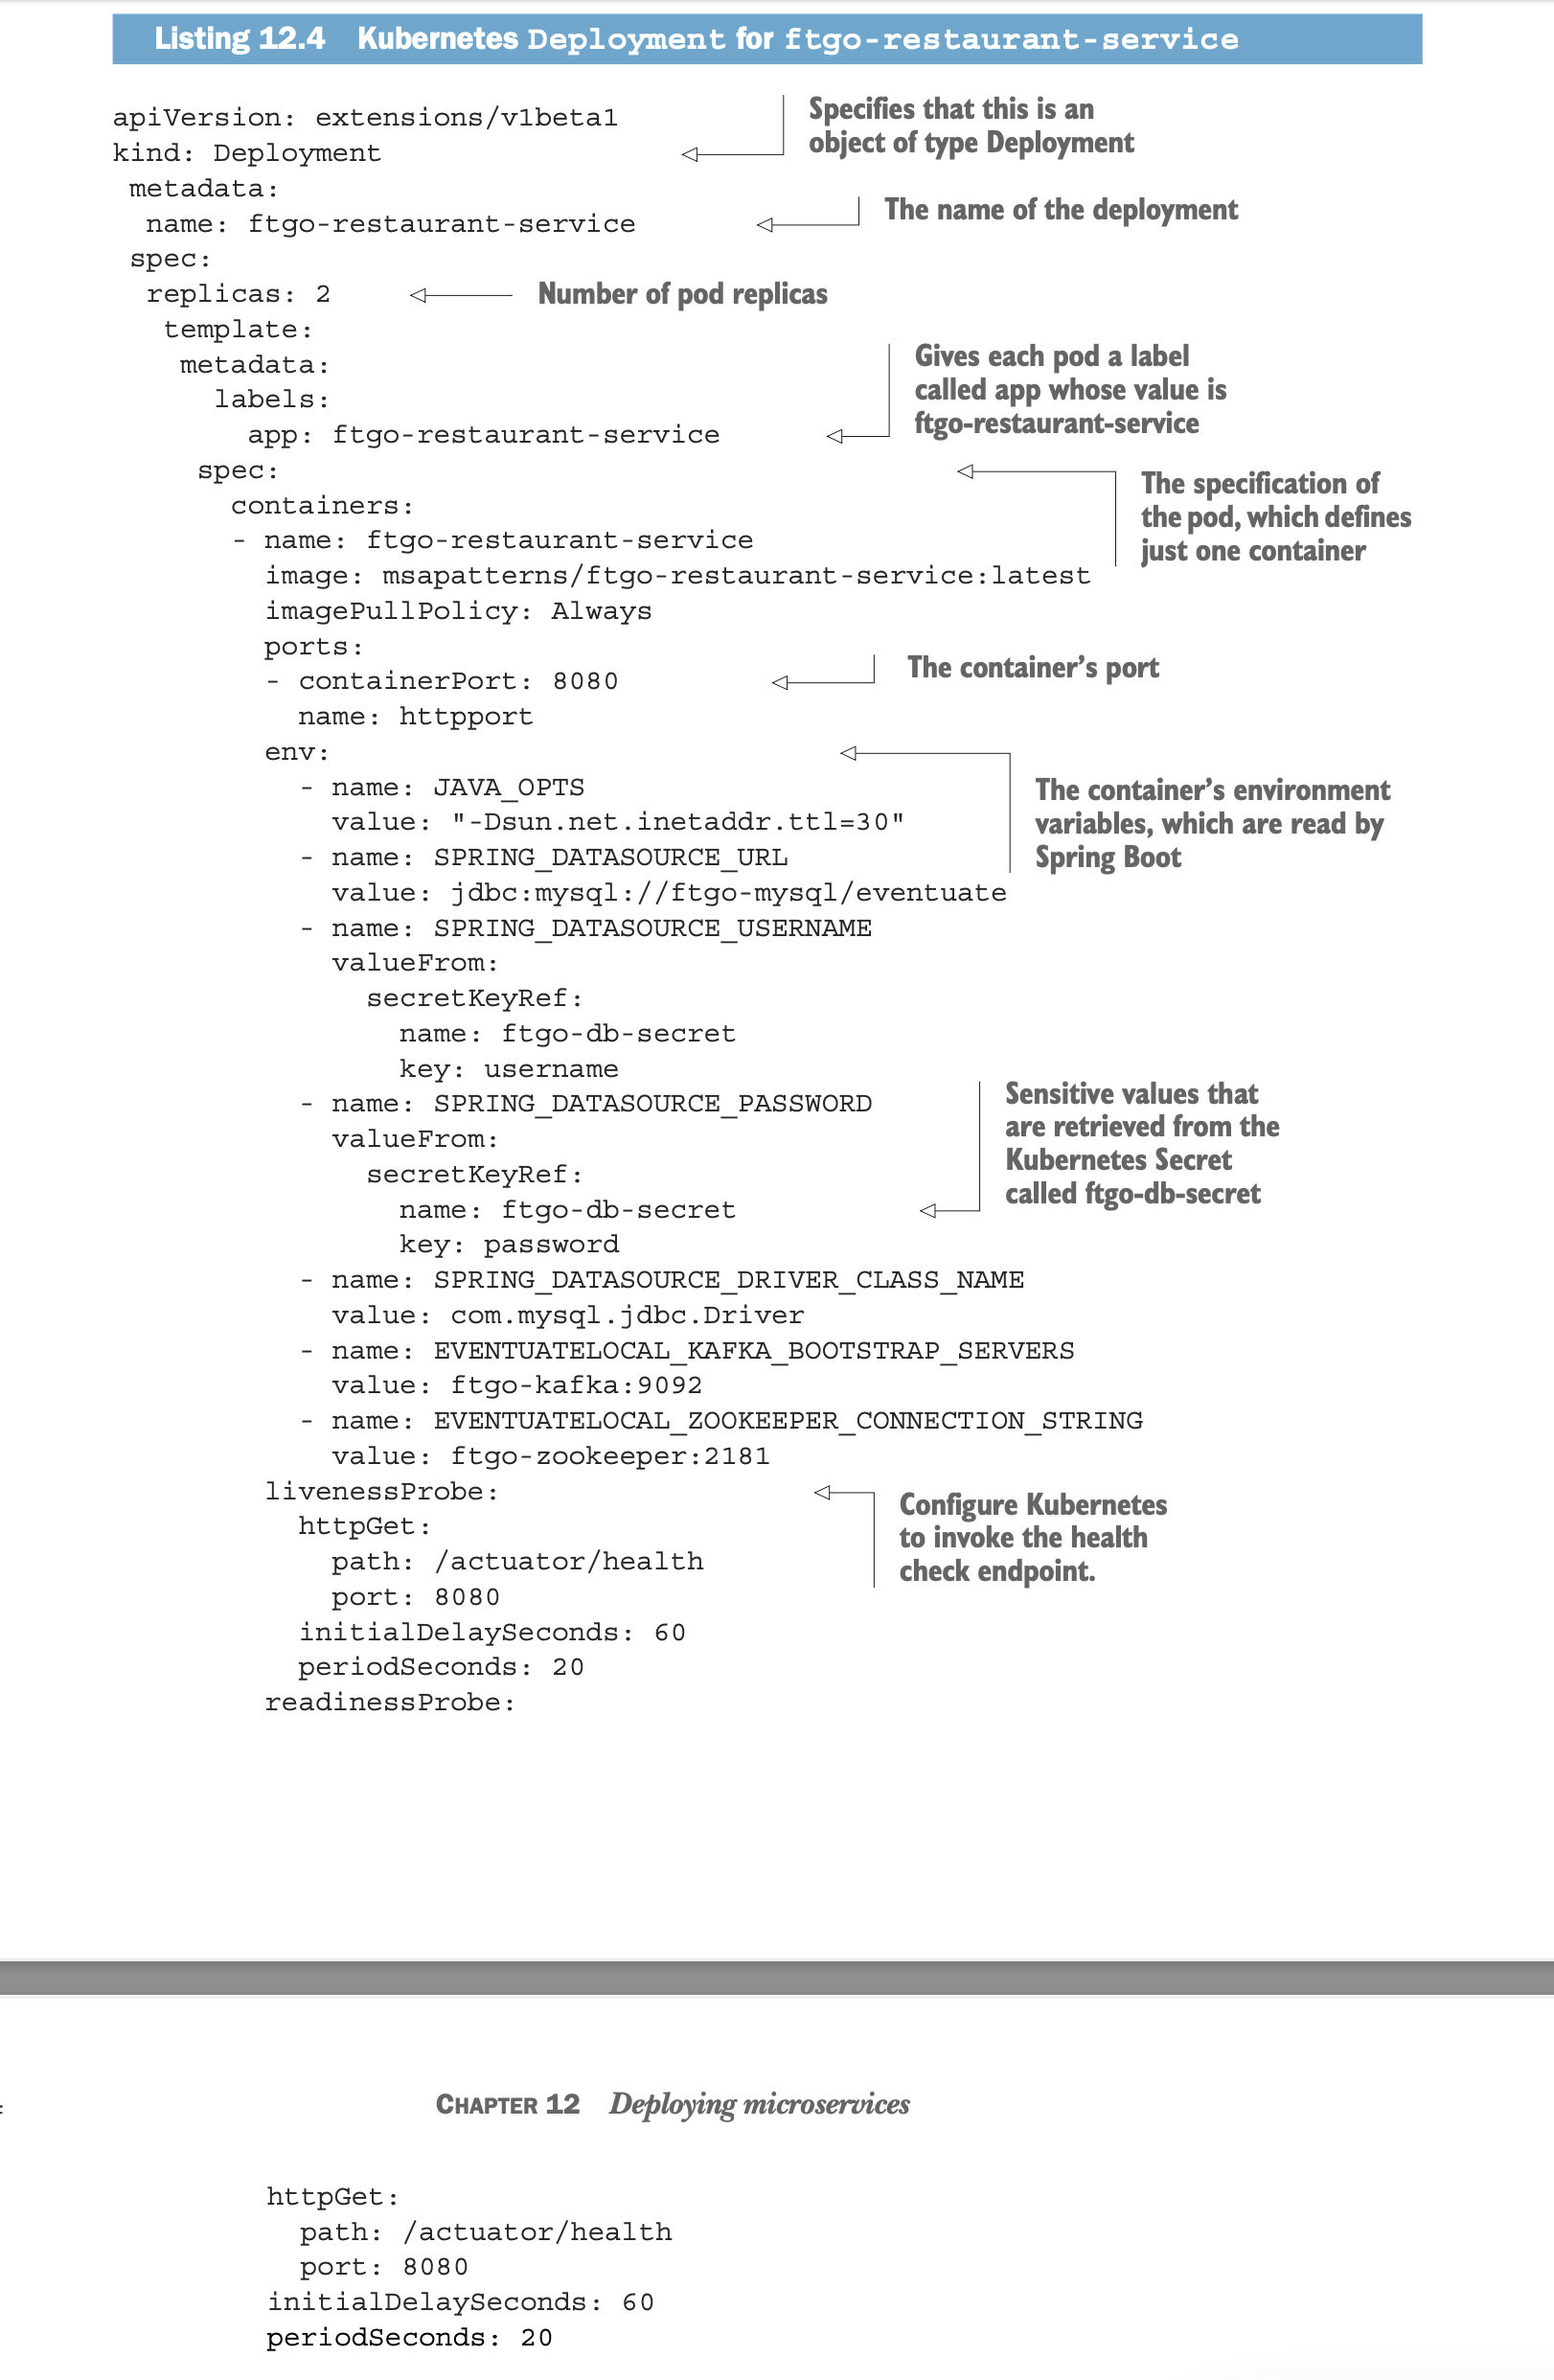 Listing 12.4 Kubernetes Deployment for ftgo-restaurant-service
apiVersion: extensions/v1beta1
kind: Deployment
Specifies that this is an
object of type Deployment
metadata:
name: ftgo-restaurant-service
The name of the deployment
spec:
replicas: 2
Number of pod replicas
template:
metadata:
labels:
app: ftgo-restaurant-service
Gives each pod a label
called app whose value is
ftgo-restaurant-service
spec:
The specification of
the pod, which defines
just one container
containers:
- name: ftgo-restaurant-service
image: msapatterns/ftgo-restaurant-service:latest
imagePullPolicy: Always
ports:
- containerPort: 8080
The container's port
name: httpport
env:
The container's environment
variables, which are read by
Spring Boot
- name: JAVA_OPTS
value: "-Dsun.net.inetaddr.ttl=30"
- name: SPRING_DATASOURCE_URL
value: jdbc:mysql://ftgo-mysql/eventuate
- name: SPRING_DATASOURCE_USERNAME
valueFrom:
secretKeyRef:
name: ftgo-db-secret
key: username
- name: SPRING_DATASOURCE_PASSWORD
valueFrom:
secretKeyRef:
name: ftgo-db-secret
Sensitive values that
are retrieved from the
Kubernetes Secret
called ftgo-db-secret
key: password
- name: SPRING_DATASOURCE_DRIVER_CLASS_NAME
value: com.mysql.jdbc.Driver
- name: EVENTUATELOCAL_KAFKA_BOOTSTRAP_SERVERS
value: ftgo-kafka:9092
- name: EVENTUATELOCAL_ZOOKEEPER_CONNECTION_STRING
value: ftgo-zookeeper:2181
livenessProbe:
Configure Kubernetes
to invoke the health
check endpoint.
httpGet:
path: /actuator/health
port: 8080
initialDelaySeconds: 60
periodSeconds: 20
readinessProbe:
CHAPTER 12 Deploying microservices
httpGet:
path: /actuator/health
port: 8080
initialDelaySeconds: 60
periodSeconds: 20